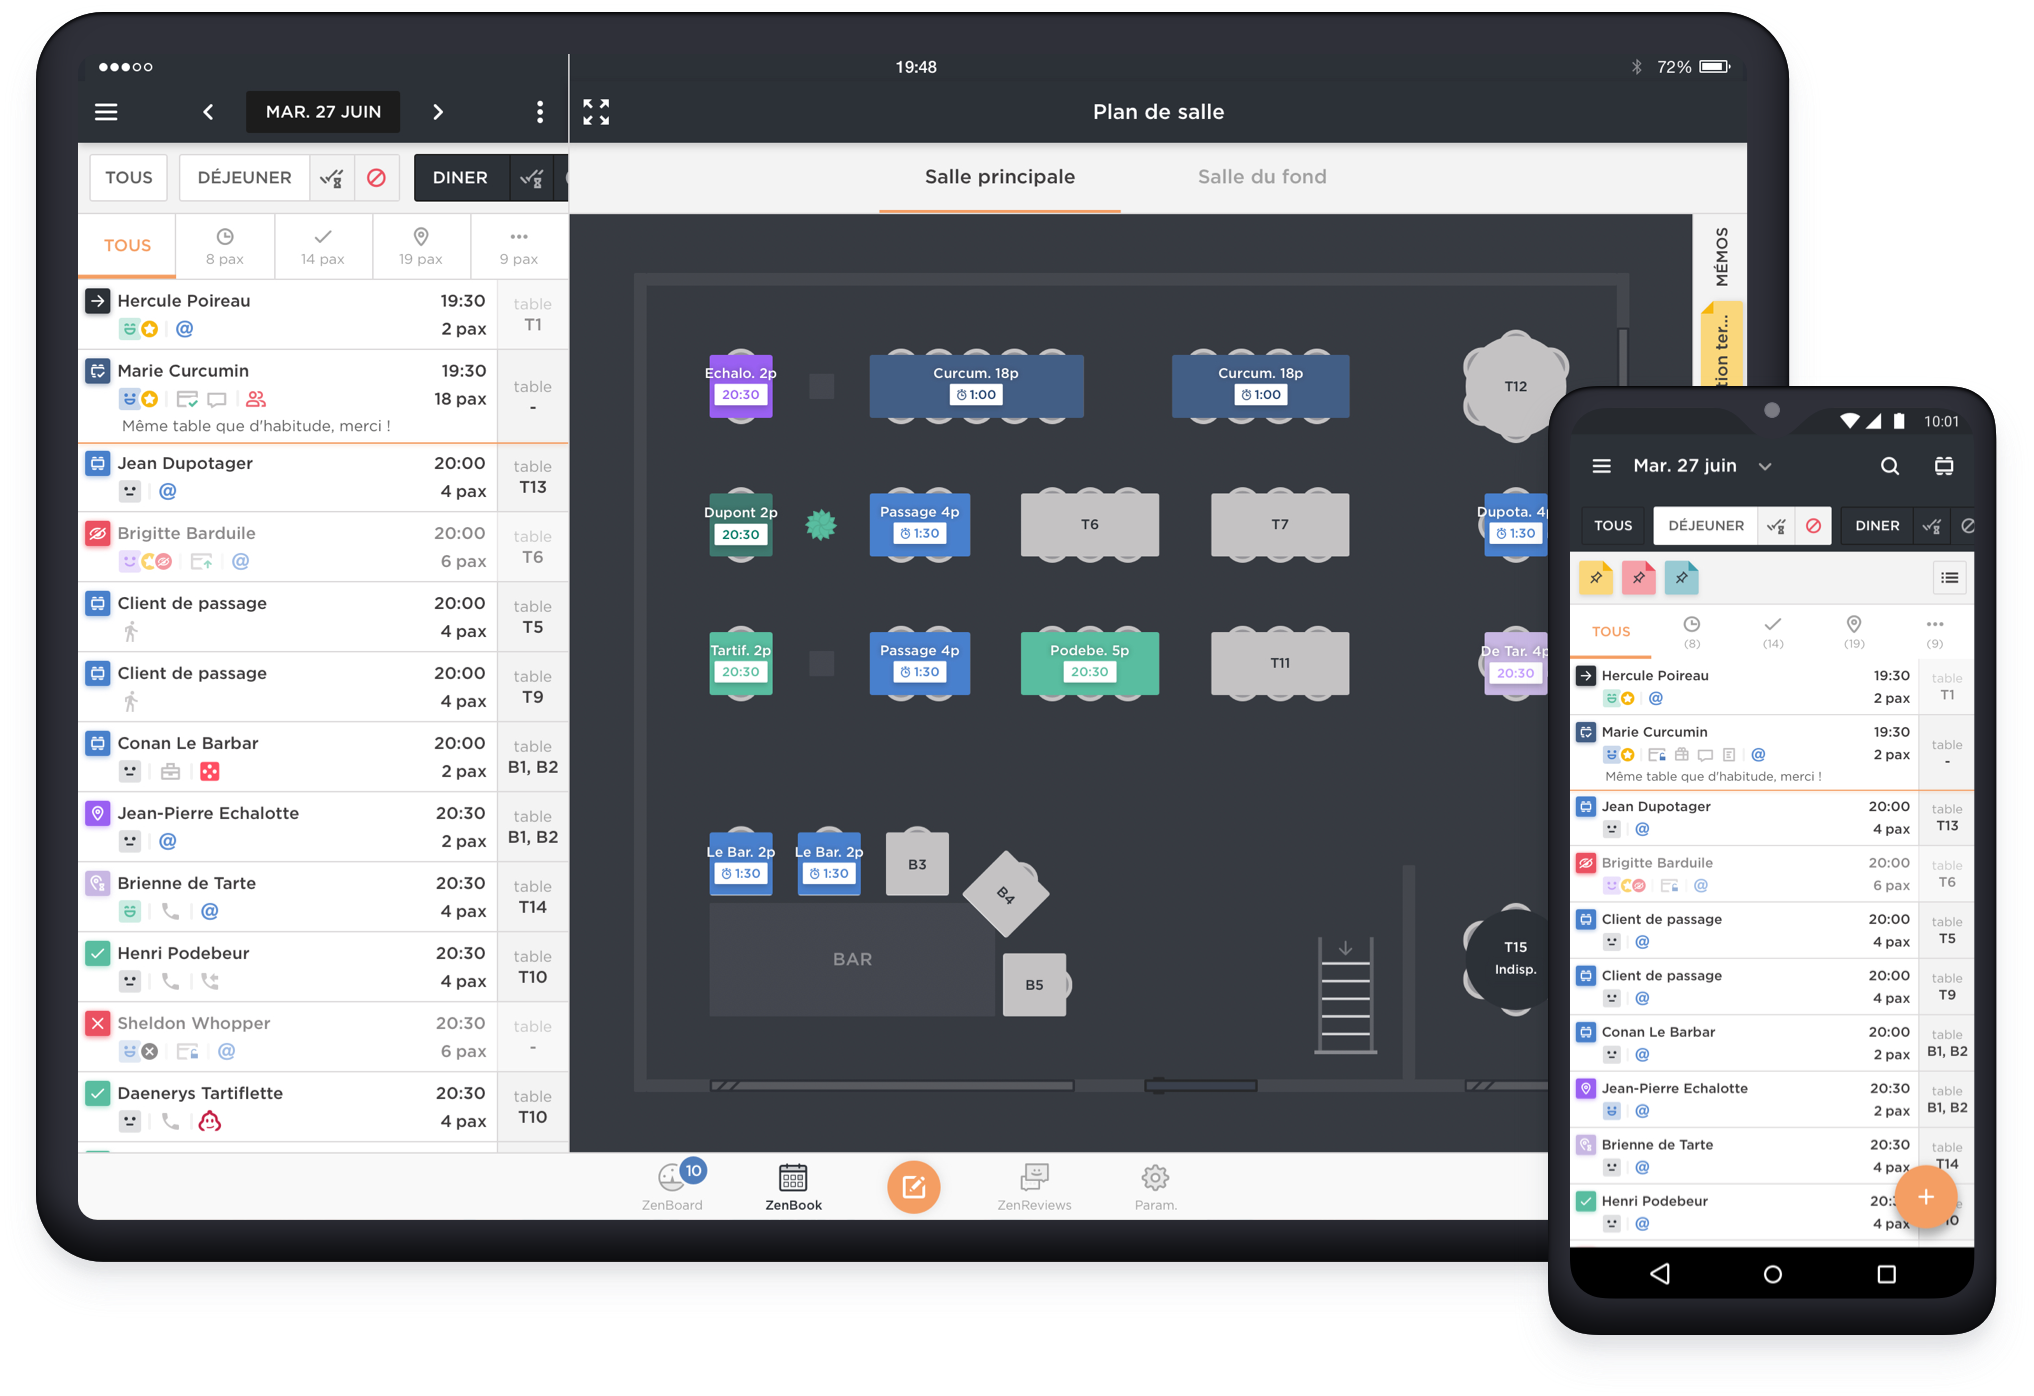 19:48
72%
MAR. 27 JUIN
Plan de salle
TOUS
DÉJEUNER
DINER
Salle principale
Salle du fond
TOUS
8 pax
14 pax
19 pax
9 pax
Hercule Poireau 19:30
2 pax
table
T1
Marie Curcumin 19:30
18 pax
Même table que d'habitude, merci !
table
-
Jean Dupotager 20:00
4 pax
table
T13
Brigitte Barduile 20:00
6 pax
table
T6
Client de passage 20:00
4 pax
table
T5
Client de passage 20:00
4 pax
table
T9
Conan Le Barbar 20:00
2 pax
table
B1, B2
Jean-Pierre Echalotte 20:30
2 pax
table
B1, B2
Brienne de Tarte 20:30
4 pax
table
T14
Henri Podebeur 20:30
4 pax
table
T10
Sheldon Whopper 20:30
6 pax
table
-
Daenerys Tartiflette 20:30
4 pax
table
T10
MÉMOS
tion ter...
Echalo. 2p
20:30
Curcum. 18p
1:00
Curcum. 18p
1:00
T12
Dupont 2p
20:30
Passage 4p
1:30
T6
T7
Dupota. 4p
1:30
Tartif. 2p
20:30
Passage 4p
1:30
Podebe. 5p
20:30
T11
De Tar. 4p
20:30
Le Bar. 2p
1:30
Le Bar. 2p
1:30
B3
B4
BAR
B5
T15
Indisp.
10
ZenBoard
ZenBook
ZenReviews
Param.
10:01
Mar. 27 juin
TOUS
DÉJEUNER
DINER
TOUS
(8)
(14)
(19)
(9)
Hercule Poireau 19:30
2 pax
table
T1
Marie Curcumin 19:30
2 pax
Même table que d'habitude, merci !
table
-
Jean Dupotager 20:00
4 pax
table
T13
Brigitte Barduile 20:00
6 pax
table
T6
Client de passage 20:00
4 pax
table
T5
Client de passage 20:00
4 pax
table
T9
Conan Le Barbar 20:00
2 pax
table
B1, B2
Jean-Pierre Echalotte 20:30
2 pax
table
B1, B2
Brienne de Tarte 20:30
4 pax
table
T14
Henri Podebeur
4 pax